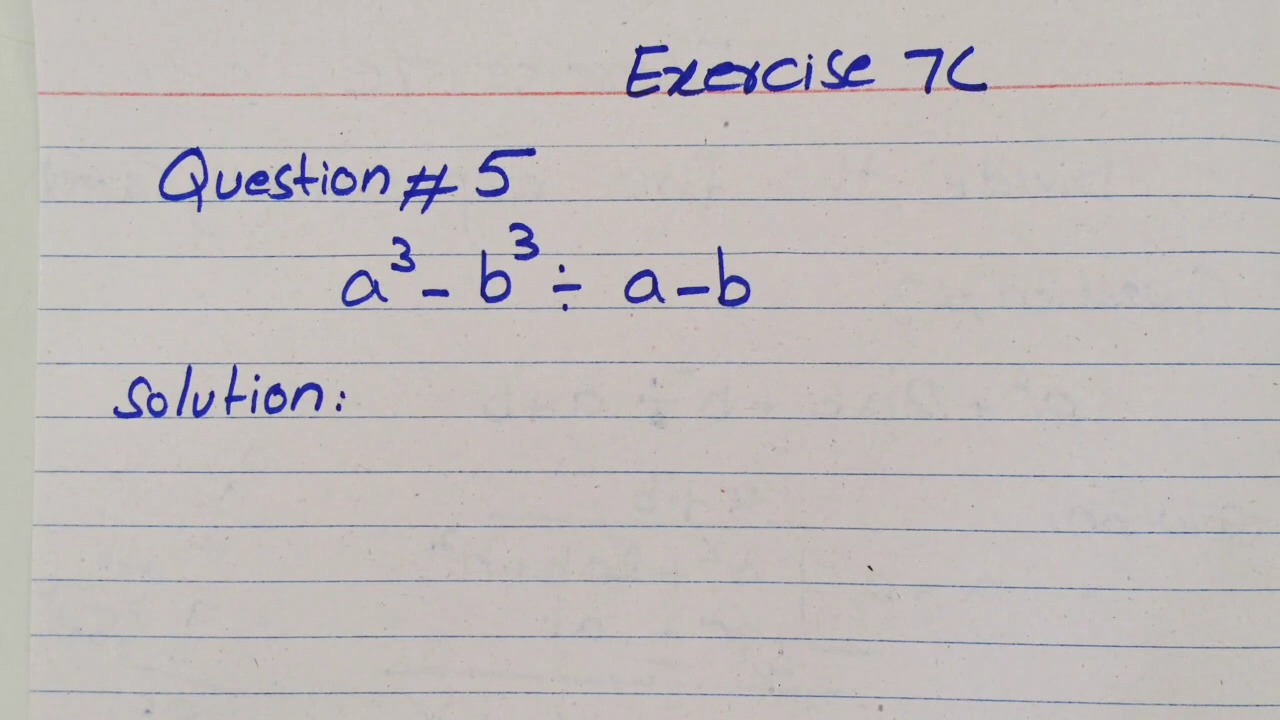 Exercise 7C
Question # 5
a³ - b³ ÷ a - b
Solution: